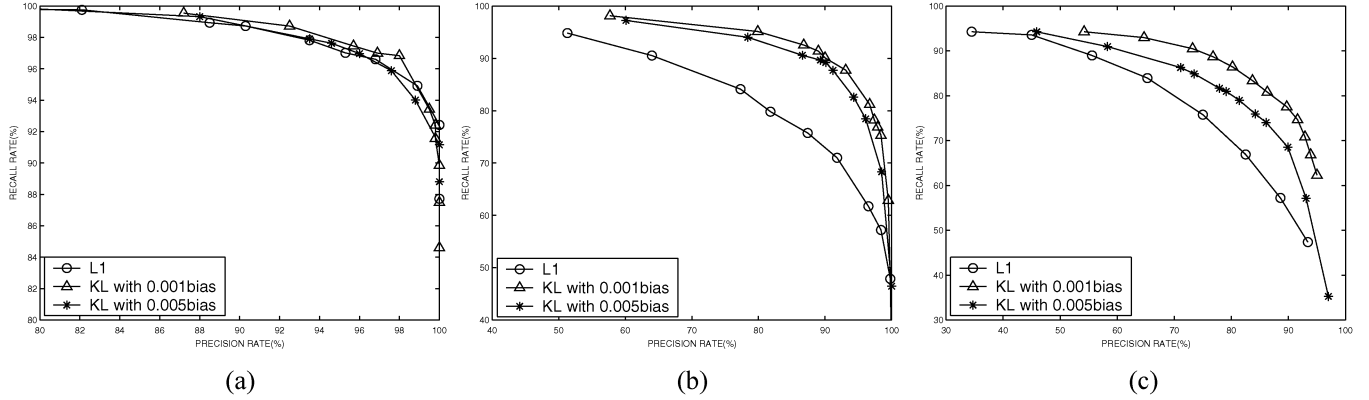 100
98
96
94
92
90
88
86
84
82
80
RECALL RATE(%)
L1
KL with 0.001bias
KL with 0.005bias
80 82 84 86 88 90 92 94 96 98 100
PRECISION RATE(%)
(a)
100
90
80
70
60
50
40
RECALL RATE(%)
L1
KL with 0.001bias
KL with 0.005bias
40 50 60 70 80 90 100
PRECISION RATE(%)
(b)
100
90
80
70
60
50
40
30
RECALL RATE(%)
L1
KL with 0.001bias
KL with 0.005bias
30 40 50 60 70 80 90 100
PRECISION RATE(%)
(c)